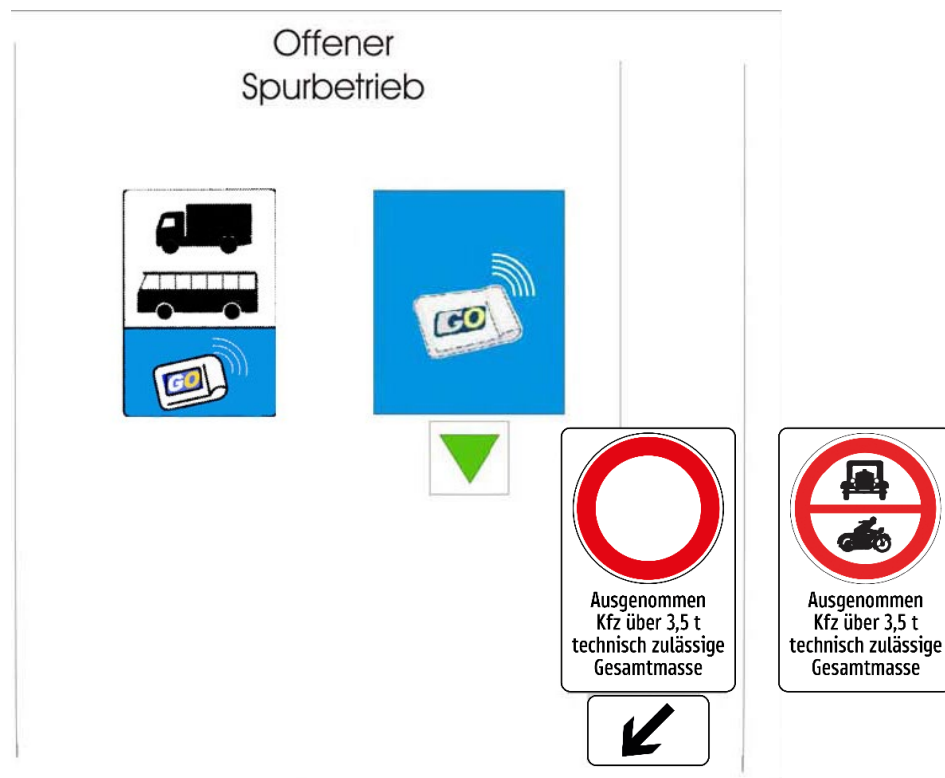 Offener
Spurbetrieb
GO
GO
Ausgenommen
Kfz über 3,5 t
technisch zulässige
Gesamtmasse
Ausgenommen
Kfz über 3,5 t
technisch zulässige
Gesamtmasse